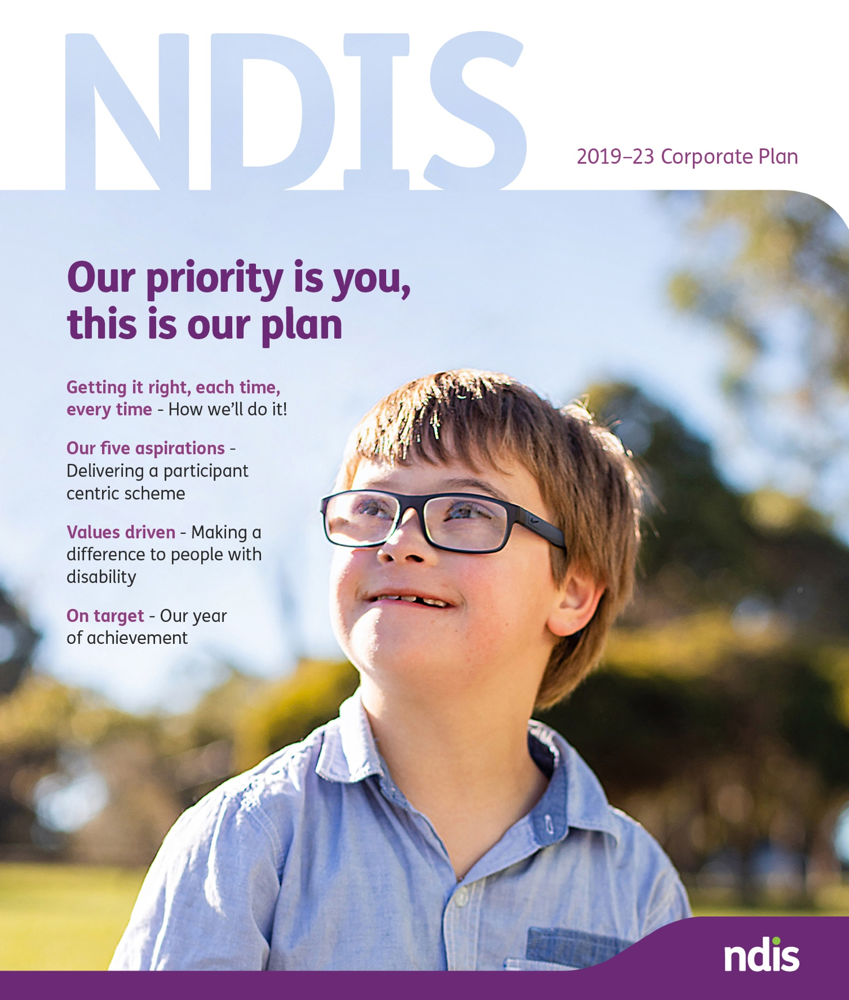 NDIS
2019–23 Corporate Plan
Our priority is you,
this is our plan
Getting it right, each time,
every time - How we’ll do it!
Our five aspirations -
Delivering a participant
centric scheme
Values driven - Making a
difference to people with
disability
On target - Our year
of achievement
ndis